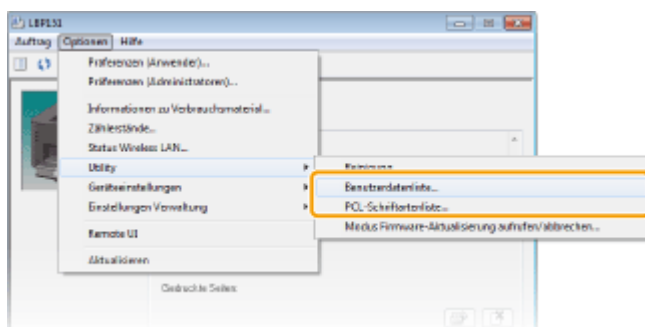 LBP151
Auftrag Optionen Hilfe
Präferenzen (Anwender)...
Präferenzen (Administratoren)...
Informationen zu Verbrauchsmaterial...
Zählerstände...
Status Wireless LAN...
Utility
Reinigung
Geräteeinstellungen
Benutzerdatenliste...
Einstellungen Verwaltung
PCL-Schriftartenliste...
Remote UI
Modus Firmware-Aktualisierung aufrufen/abbrechen...
Aktualisieren
Gedruckte Seiten: